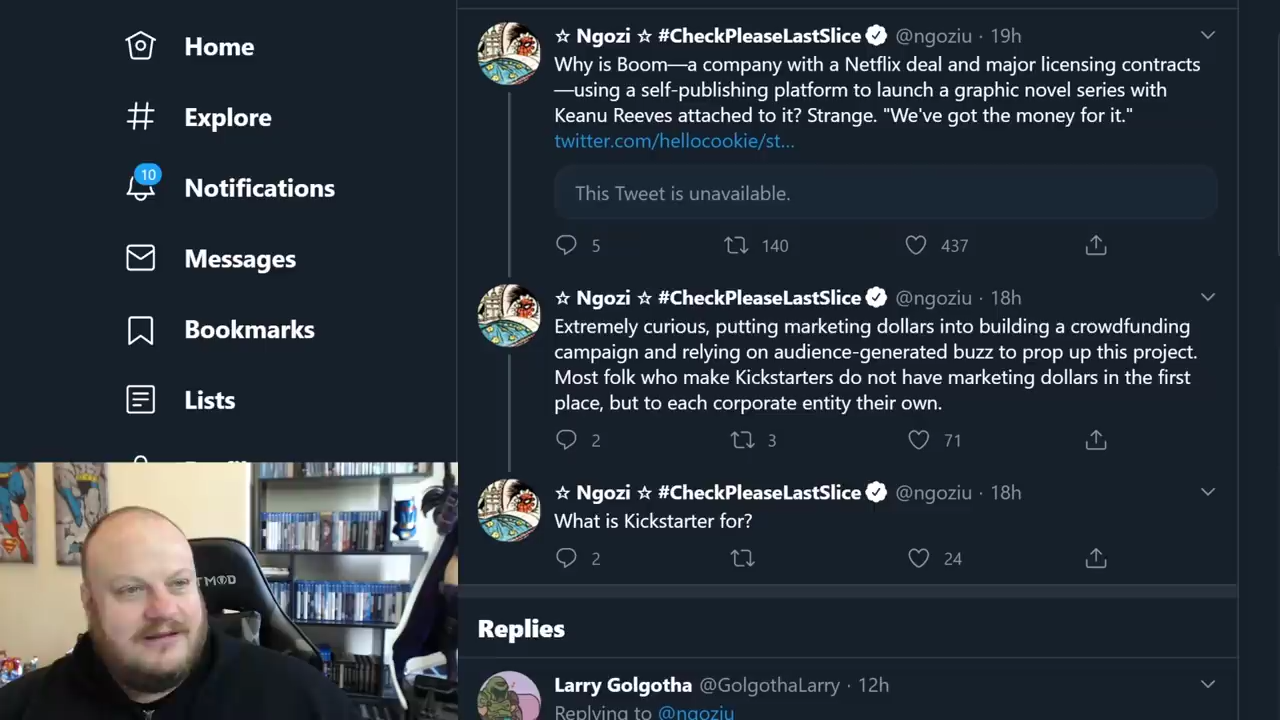 Home
Explore
10
Notifications
Messages
Bookmarks
Lists
☆ Ngozi ☆ #CheckPleaseLastSlice @ngoziu · 19h
Why is Boom—a company with a Netflix deal and major licensing contracts
—using a self-publishing platform to launch a graphic novel series with
Keanu Reeves attached to it? Strange. "We've got the money for it."
twitter.com/hellocookie/st...
This Tweet is unavailable.
5 140 437
☆ Ngozi ☆ #CheckPleaseLastSlice @ngoziu · 18h
Extremely curious, putting marketing dollars into building a crowdfunding
campaign and relying on audience-generated buzz to prop up this project.
Most folk who make Kickstarters do not have marketing dollars in the first
place, but to each corporate entity their own.
2 3 71
☆ Ngozi ☆ #CheckPleaseLastSlice @ngoziu · 18h
What is Kickstarter for?
2 24
Replies
Larry Golgotha @GolgothaLarry · 12h
Replying to @ngoziu